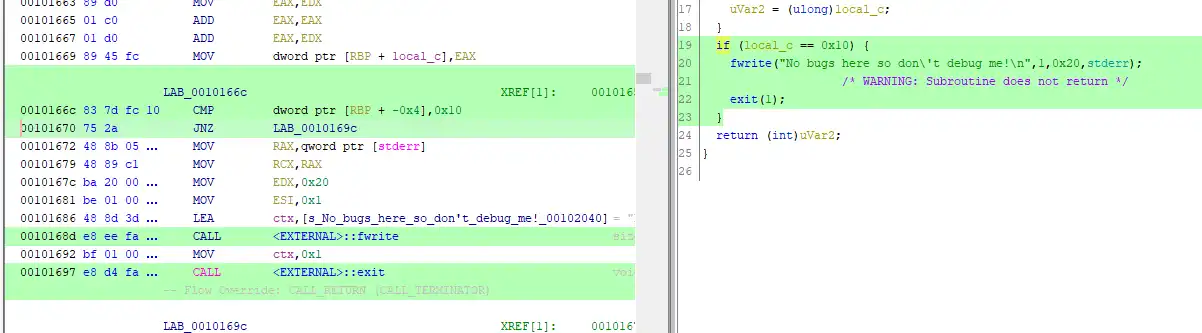 00101663 89 d0 MOV EAX,EDX
00101665 01 c0 ADD EAX,EAX
00101667 01 d0 ADD EAX,EDX
00101669 89 45 fc MOV dword ptr [RBP + local_c],EAX
LAB_0010166c XREF[1]: 0010165
0010166c 83 7d fc 10 CMP dword ptr [RBP + -0x4],0x10
00101670 75 2a JNZ LAB_0010169c
00101672 48 8b 05 ... MOV RAX,qword ptr [stderr]
00101679 48 89 c1 MOV RCX,RAX
0010167c ba 20 00 ... MOV EDX,0x20
00101681 be 01 00 ... MOV ESI,0x1
00101686 48 8d 3d ... LEA ctx,[s_No_bugs_here_so_don't_debug_me!_00102040] = "
0010168d e8 ee fa ... CALL <EXTERNAL>::fwrite siz
00101692 bf 01 00 ... MOV ctx,0x1
00101697 e8 d4 fa ... CALL <EXTERNAL>::exit voi
-- Flow Override: CALL_RETURN (CALL_TERMINATOR)
LAB_0010169c XREF[1]: 0010167
17 uVar2 = (ulong)local_c;
18 }
19 if (local_c == 0x10) {
20 fwrite("No bugs here so don\'t debug me!\n",1,0x20,stderr);
21 /* WARNING: Subroutine does not return */
22 exit(1);
23 }
24 return (int)uVar2;
25 }
26